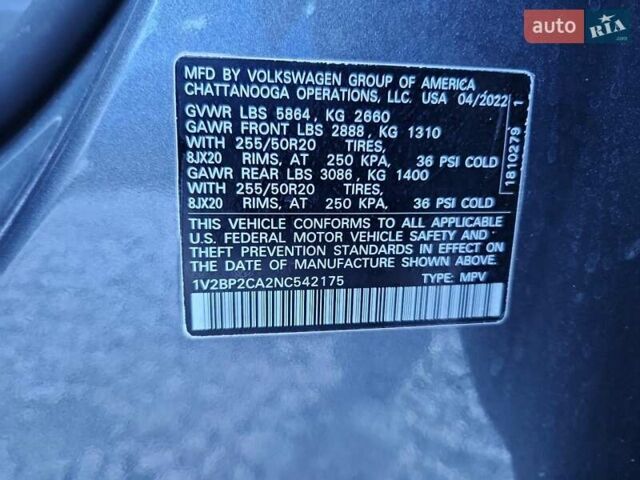 auto RIA
.com
MFD BY VOLKSWAGEN GROUP OF AMERICA
CHATTANOOGA OPERATIONS, LLC. USA 04/2022
GVWR LBS 5864, KG 2660
GAWR FRONT LBS 2888, KG 1310
WITH 255/50R20 TIRES,
8JX20 RIMS, AT 250 KPA, 36 PSI COLD
GAWR REAR LBS 3086, KG 1400
WITH 255/50R20 TIRES,
8JX20 RIMS, AT 250 KPA, 36 PSI COLD
THIS VEHICLE CONFORMS TO ALL APPLICABLE
U.S. FEDERAL MOTOR VEHICLE SAFETY AND
THEFT PREVENTION STANDARDS IN EFFECT ON
THE DATE OF MANUFACTURE SHOWN ABOVE.
1V2BP2CA2NC542175 TYPE: MPV
1810279 1